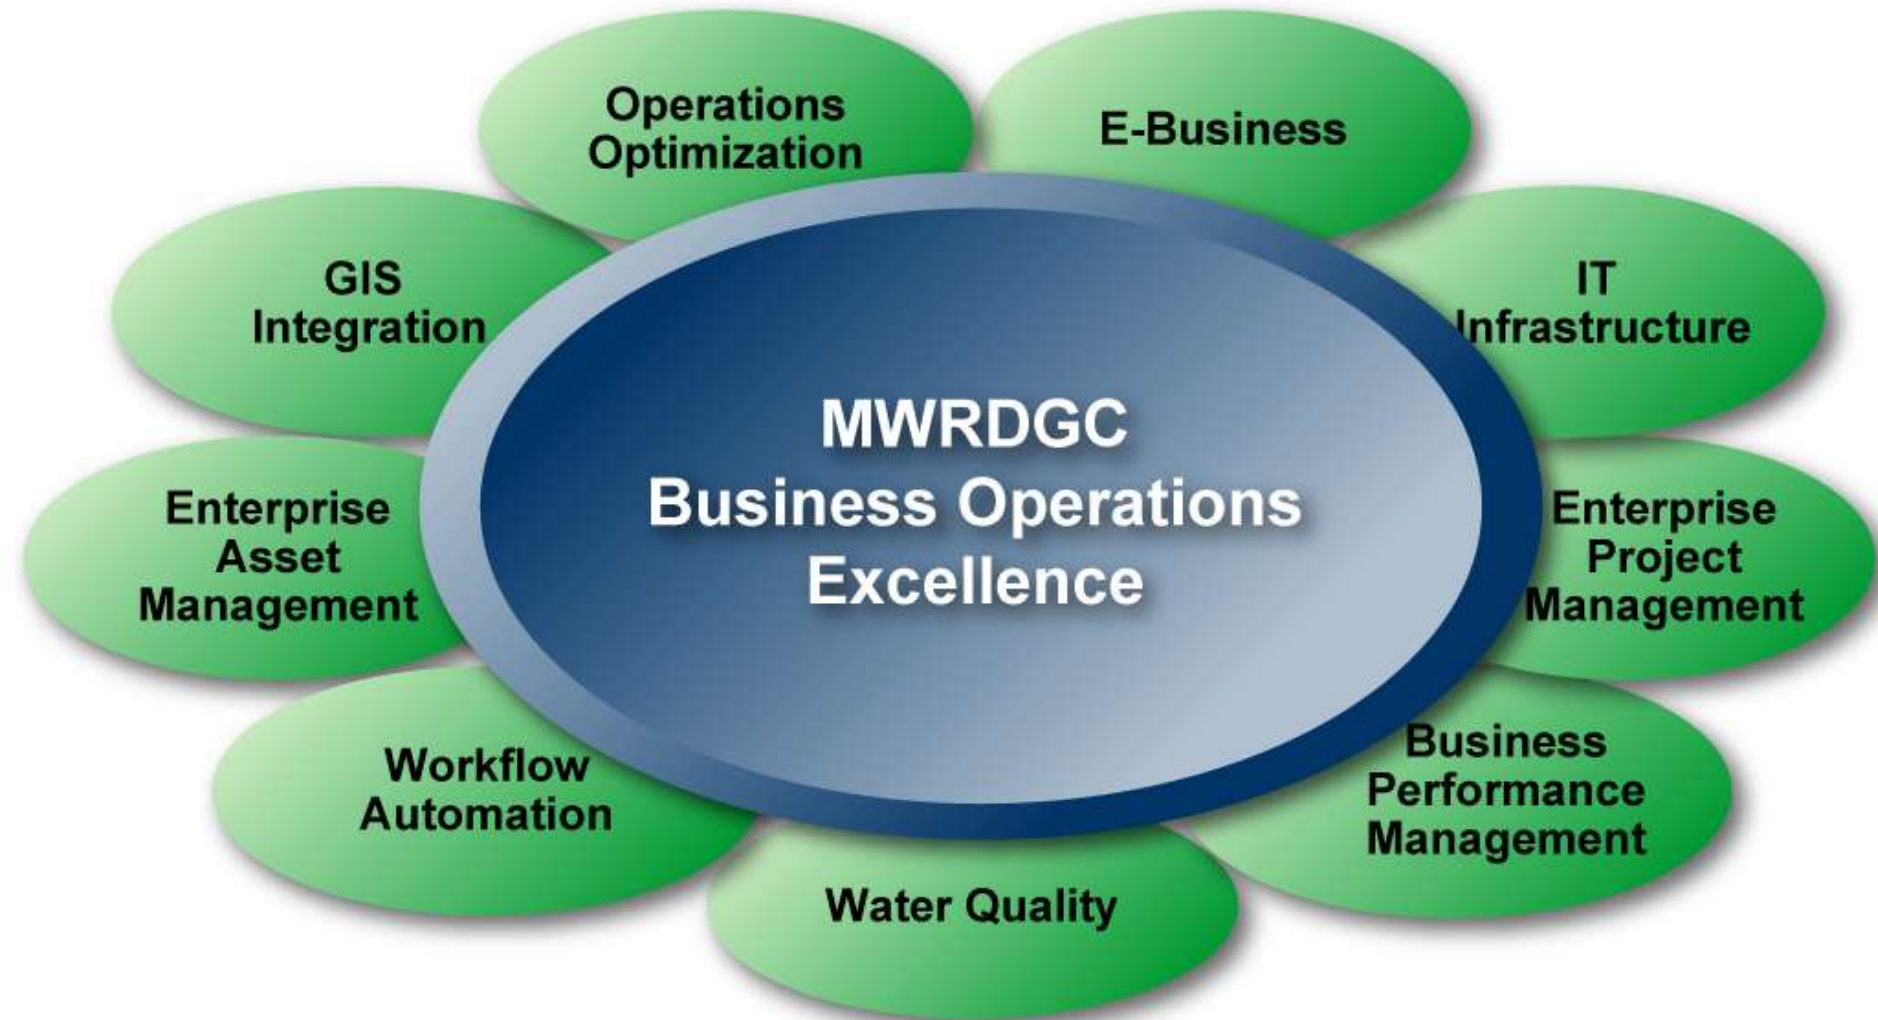 Operations
Optimization
E-Business
GIS
Integration
IT
Infrastructure
MWRDGC
Business Operations
Excellence
Enterprise
Asset
Management
Enterprise
Project
Management
Workflow
Automation
Business
Performance
Management
Water Quality